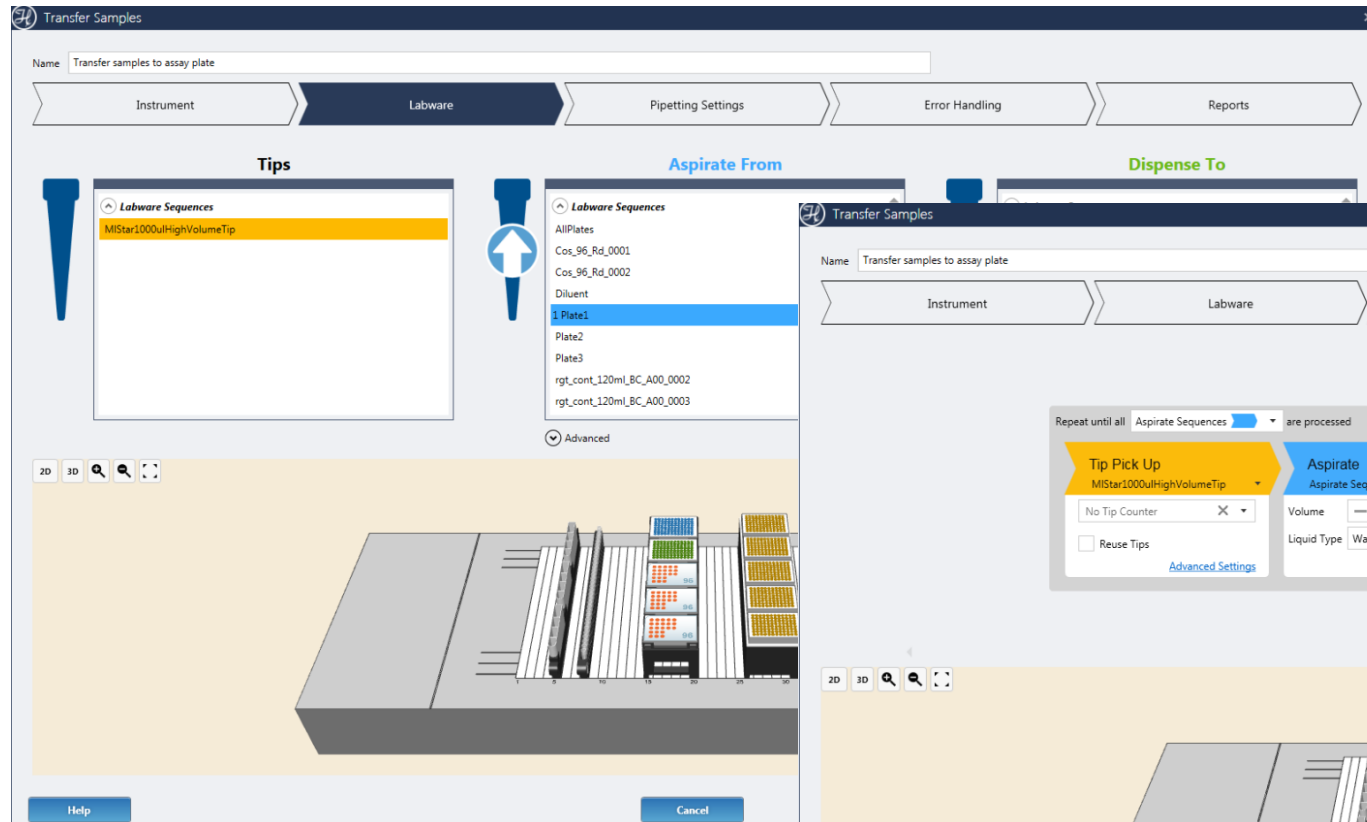 Transfer Samples
Name Transfer samples to assay plate
Instrument Labware Pipetting Settings Error Handling Reports
Tips Aspirate From Dispense To
Labware Sequences
MlStar1000ulHighVolumeTip
Labware Sequences
AllPlates
Cos_96_Rd_0001
Cos_96_Rd_0002
Diluent
1 Plate1
Plate2
Plate3
rgt_cont_120ml_BC_A00_0002
rgt_cont_120ml_BC_A00_0003
Advanced
2D 3D
96
96
96
1 5 10 15 20 25 30
Help Cancel
Transfer Samples
Name Transfer samples to assay plate
Instrument Labware
Repeat until all Aspirate Sequences are processed
Tip Pick Up
MlStar1000ulHighVolumeTip
No Tip Counter
Reuse Tips
Advanced Settings
Aspirate
Aspirate Seq
Volume
Liquid Type Wa
2D 3D